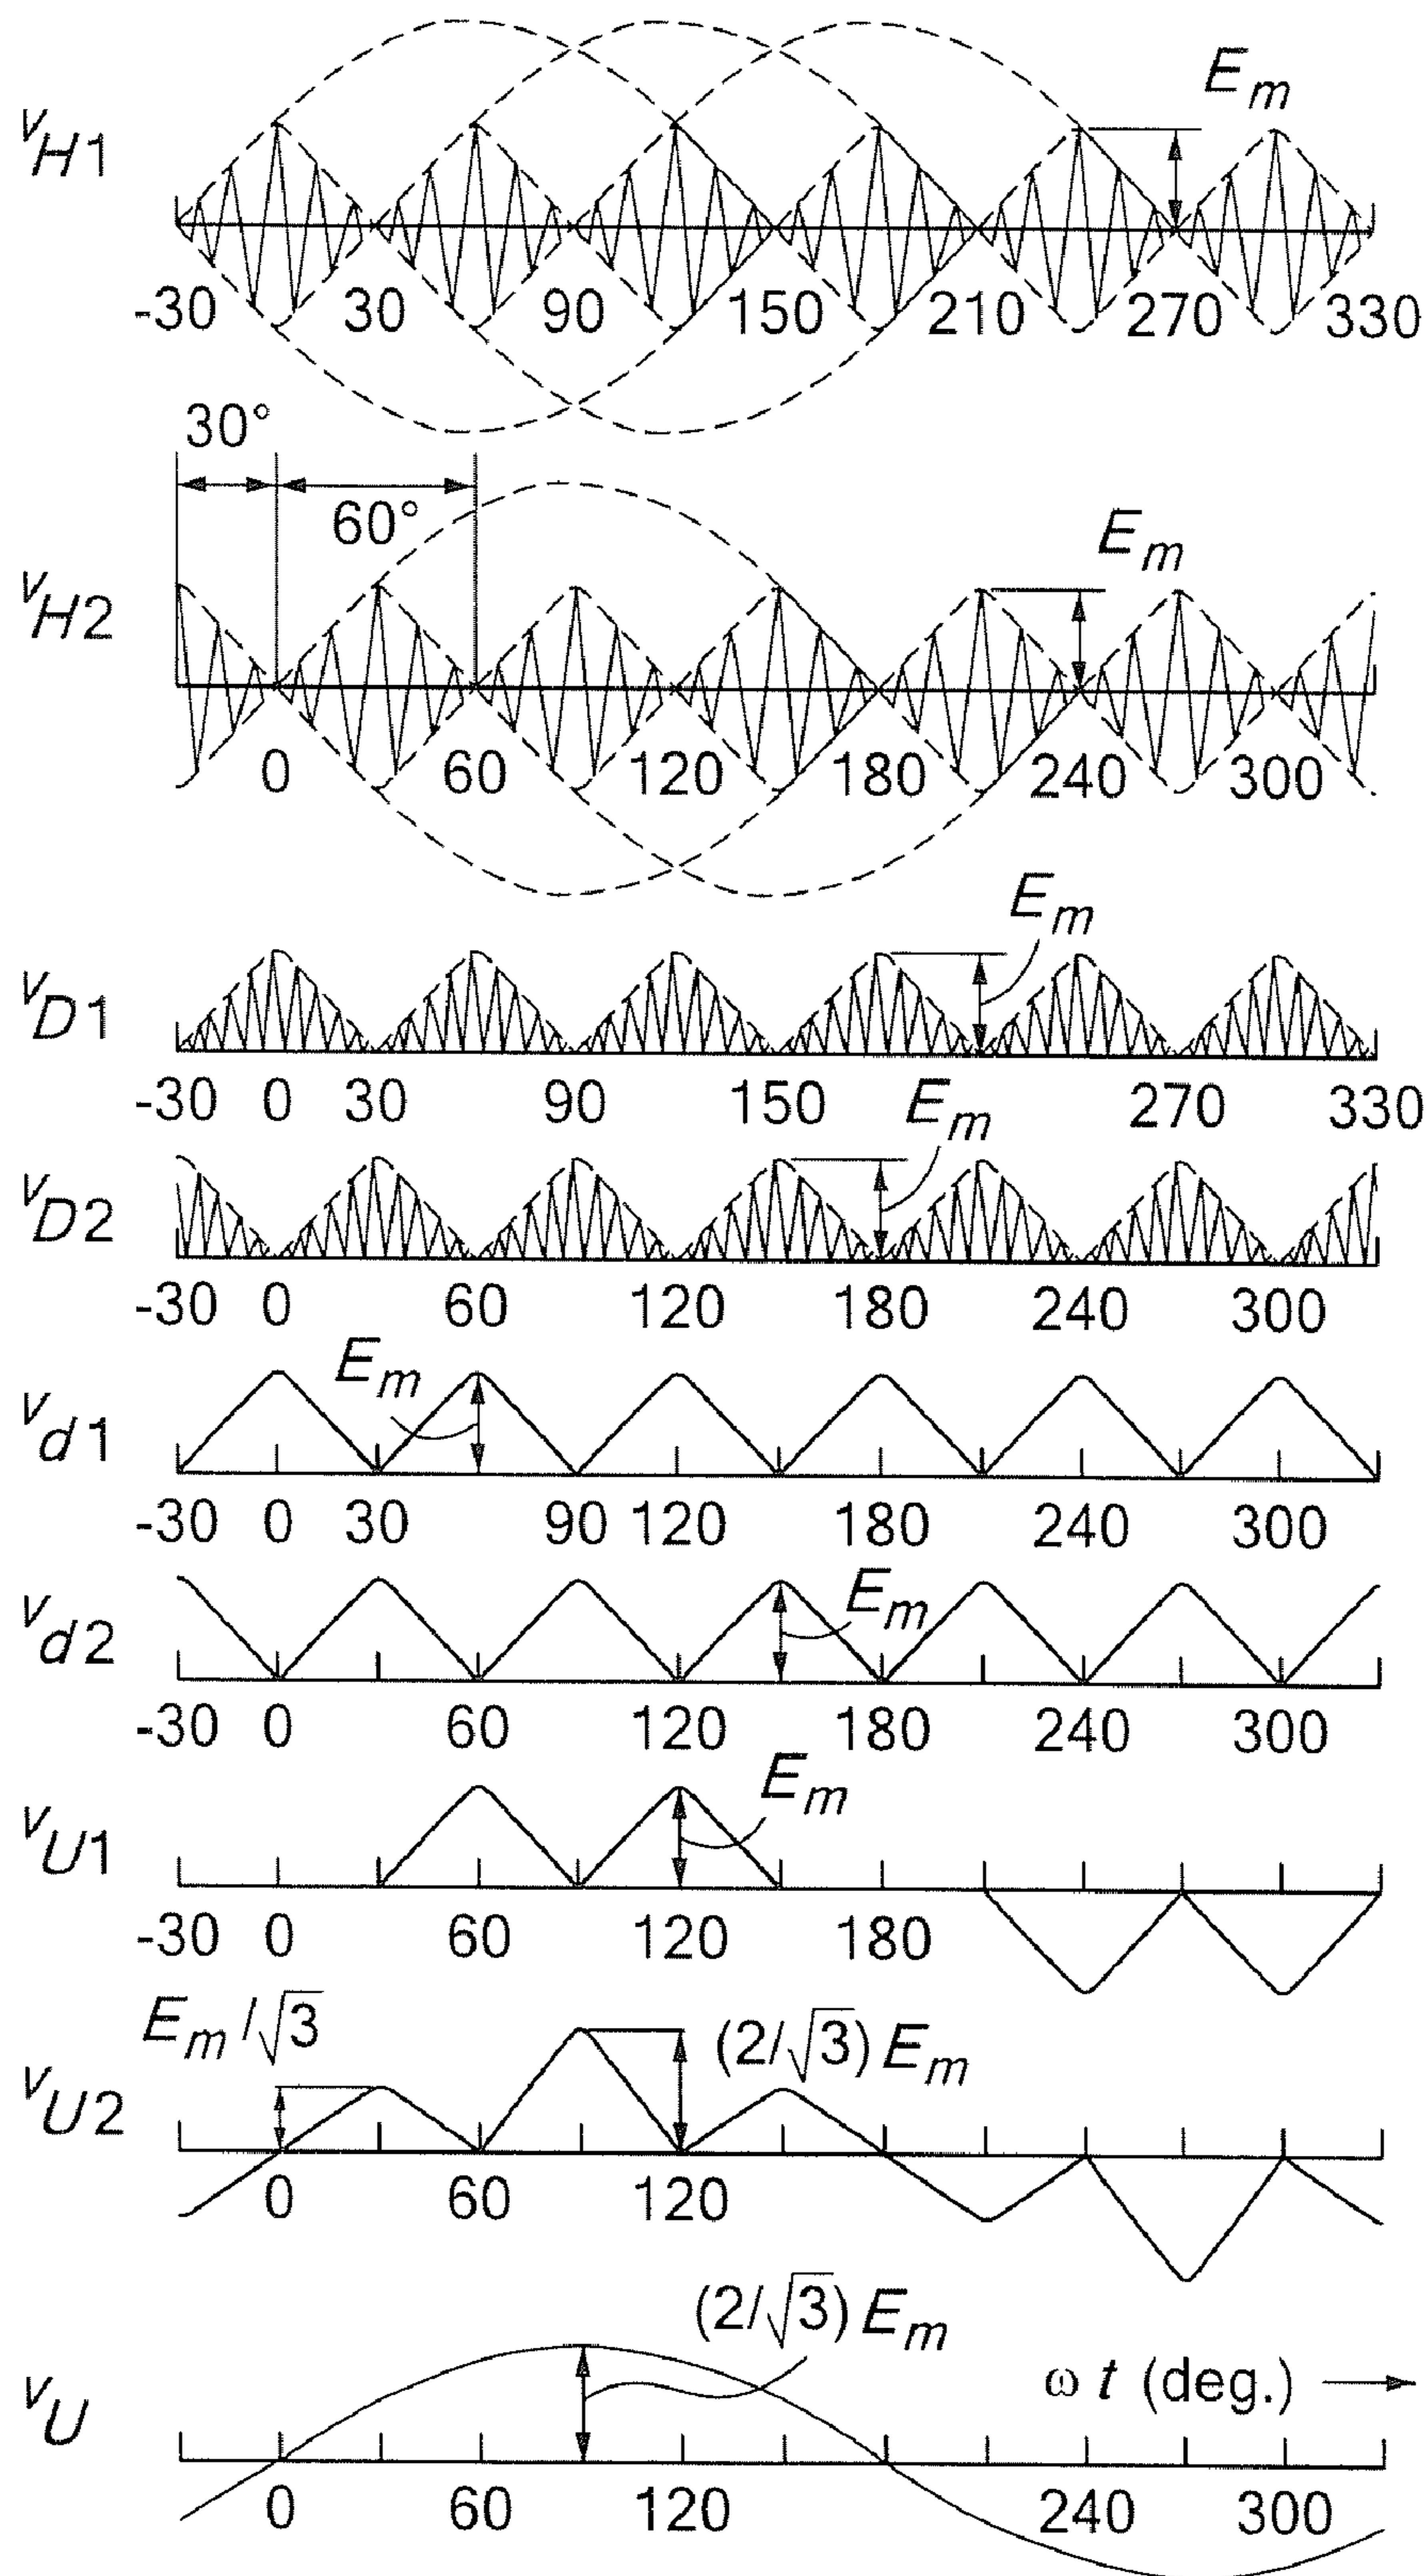 E_m
v_H1
-30 30 90 150 210 270 330
30°
60°
E_m
v_H2
0 60 120 180 240 300
E_m
v_D1
-30 0 30 90 150 270 330
E_m
v_D2
-30 0 60 120 180 240 300
E_m
v_d1
-30 0 30 90 120 180 240 300
E_m
v_d2
-30 0 60 120 180 240 300
E_m
v_U1
-30 0 60 120 180
E_m/√3
(2/√3)E_m
v_U2
0 60 120
(2/√3)E_m
ω t (deg.)
v_U
0 60 120 240 300